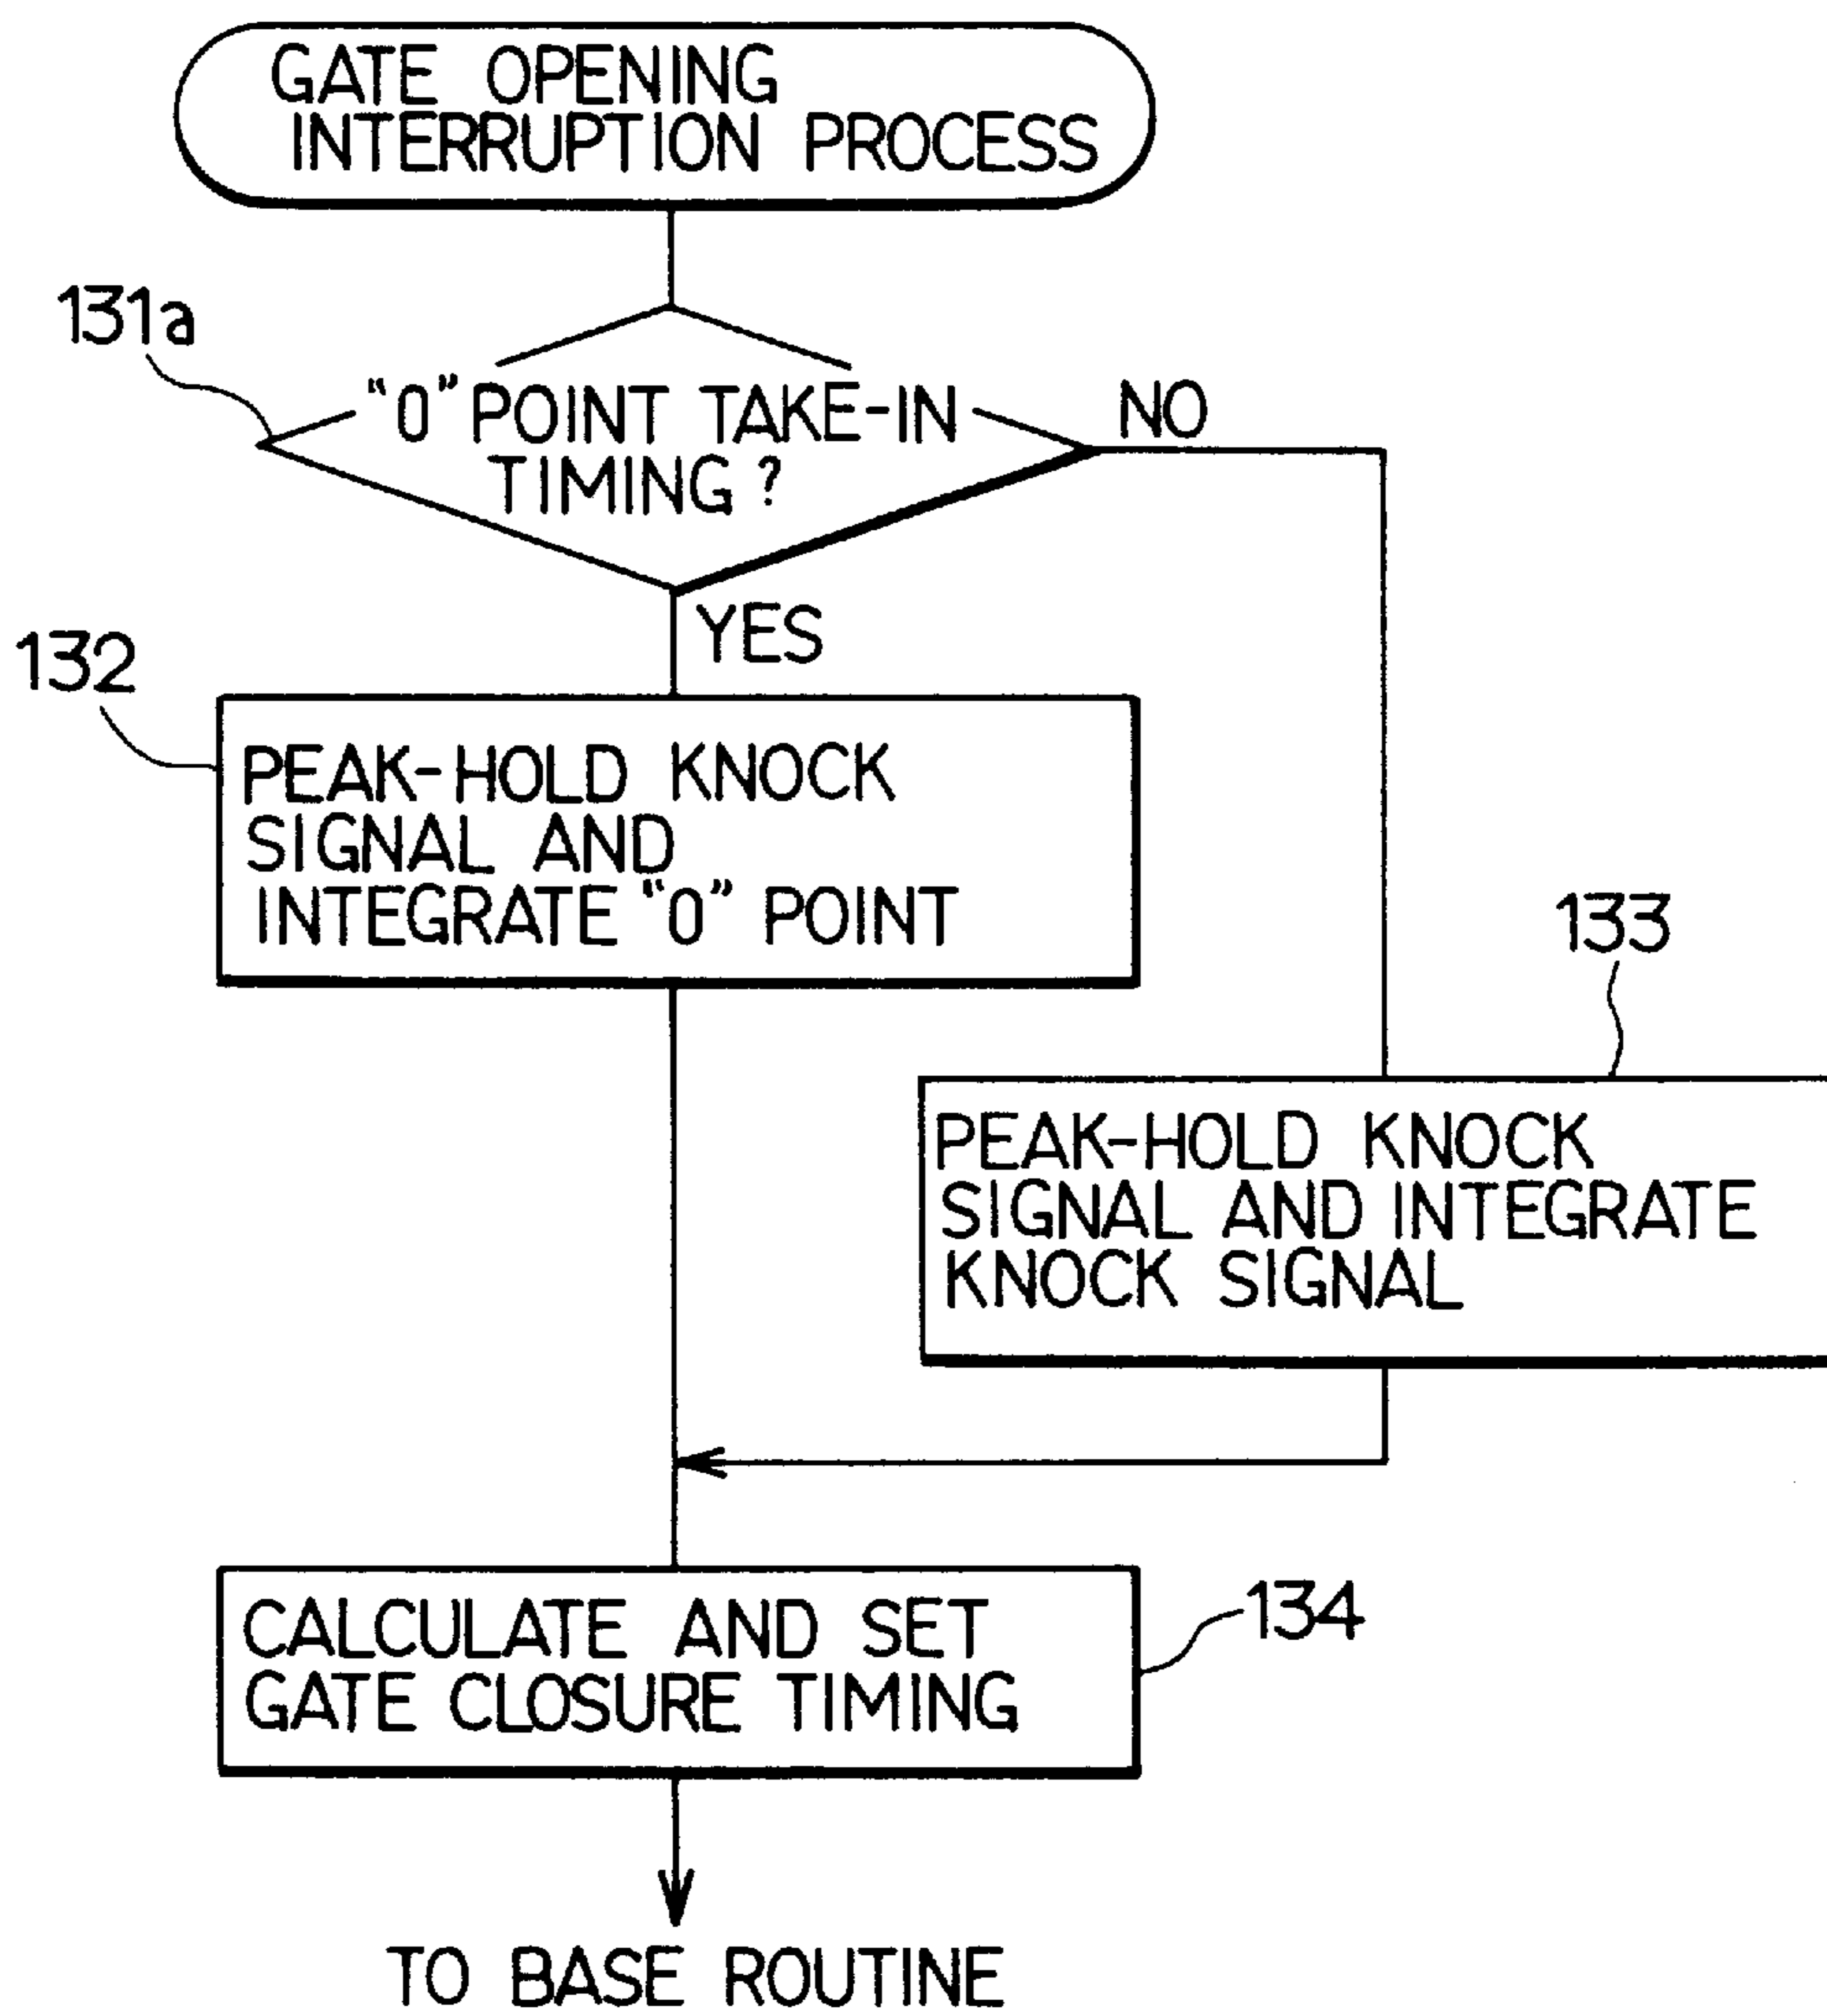 GATE OPENING
INTERRUPTION PROCESS
131a
“0” POINT TAKE-IN
TIMING?
NO
YES
132
PEAK-HOLD KNOCK
SIGNAL AND
INTEGRATE “0” POINT
133
PEAK-HOLD KNOCK
SIGNAL AND INTEGRATE
KNOCK SIGNAL
CALCULATE AND SET
GATE CLOSURE TIMING
134
TO BASE ROUTINE